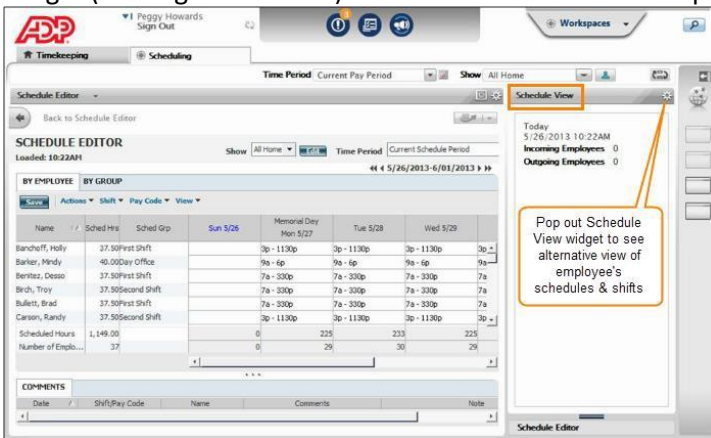 ADP
Peggy Howards
Sign Out
Workspaces
Timekeeping
Scheduling
Time Period Current Pay Period Show All Home
Schedule Editor
Schedule View
Back to Schedule Editor
SCHEDULE EDITOR
Loaded: 10:22AM
Show All Home Edit Time Period Current Schedule Period
5/26/2013-6/01/2013
BY EMPLOYEE BY GROUP
Save Actions Shift Pay Code View
Name Sched Hrs Sched Grp Sun 5/26 Memorial Day Mon 5/27 Tue 5/28 Wed 5/29
Banchoff, Holly 37.50 First Shift 3p - 1130p 3p - 1130p 3p - 1130p 3p
Barker, Mindy 40.00 Day Office 9a - 6p 9a - 6p 9a - 6p 9a
Benitez, Desso 37.50 First Shift 7a - 330p 7a - 330p 7a - 330p 7a
Birch, Troy 37.50 Second Shift 7a - 330p 7a - 330p 7a - 330p 7a
Bullett, Brad 37.50 First Shift 7a - 330p 7a - 330p 7a - 330p 7a
Carson, Randy 37.50 Second Shift 3p - 1130p 3p - 1130p 3p - 1130p 3p
Scheduled Hours 1,149.00 0 225 233 225
Number of Emplo... 37 0 29 30 29
COMMENTS
Date Shift/Pay Code Name Comments Note
Today
5/26/2013 10:22AM
Incoming Employees 0
Outgoing Employees 0
Pop out Schedule
View widget to see
alternative view of
employee's
schedules & shifts
Schedule Editor